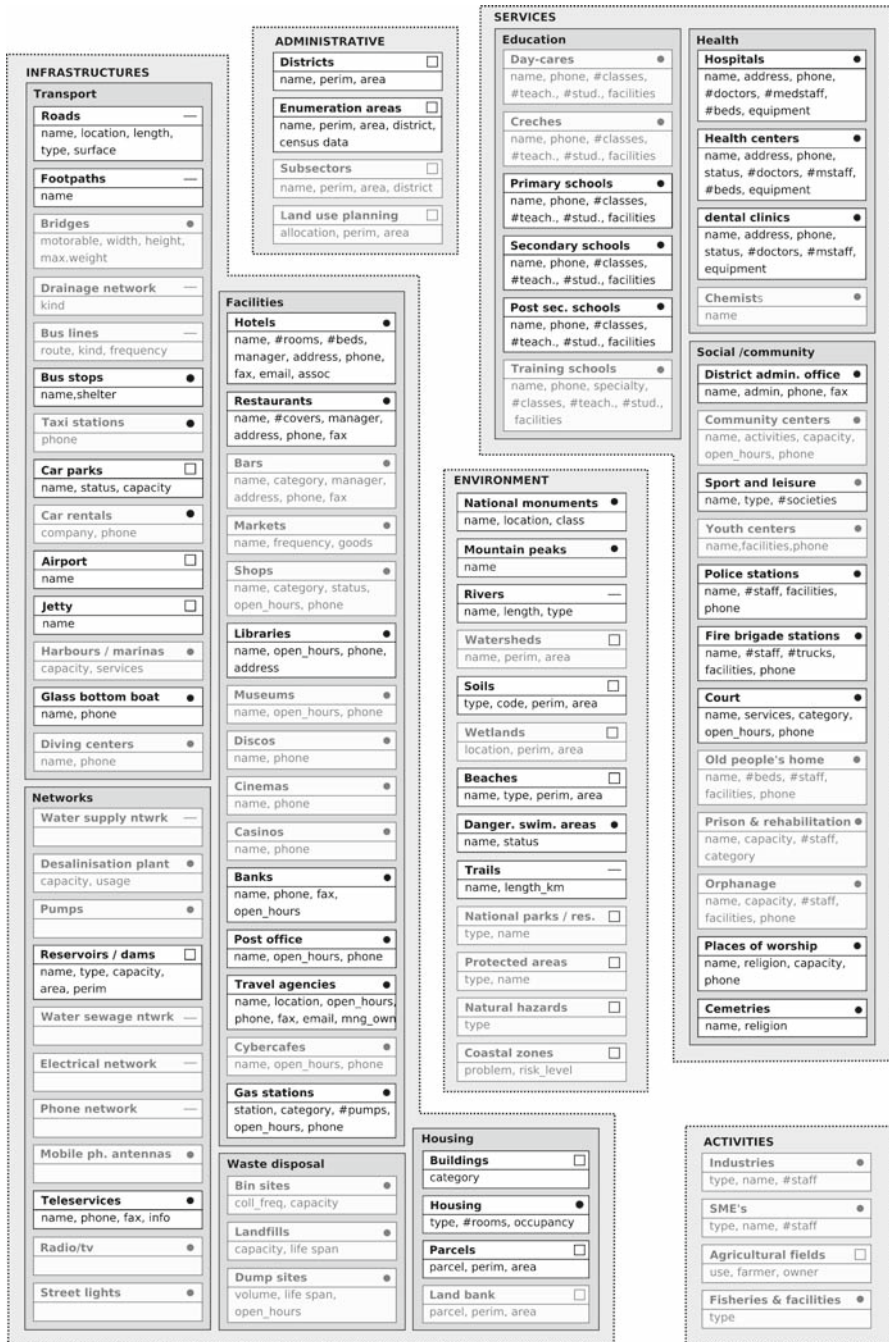 INFRASTRUCTURES
Transport
Roads
name, location, length,
type, surface
Footpaths
name
Bridges
motorable, width, height,
max.weight
Drainage network
kind
Bus lines
route, kind, frequency
Bus stops
name,shelter
Taxi stations
phone
Car parks
name, status, capacity
Car rentals
company, phone
Airport
name
Jetty
name
Harbours / marinas
capacity, services
Glass bottom boat
name, phone
Diving centers
name, phone
Networks
Water supply ntwrk
Desalinisation plant
capacity, usage
Pumps
Reservoirs / dams
name, type, capacity,
area, perim
Water sewage ntwrk
Electrical network
Phone network
Mobile ph. antennas
Teleservices
name, phone, fax, info
Radio/tv
Street lights
Facilities
Hotels
name, #rooms, #beds,
manager, address, phone,
fax, email, assoc
Restaurants
name, #covers, manager,
address, phone, fax
Bars
name, category, manager,
address, phone, fax
Markets
name, frequency, goods
Shops
name, category, status,
open_hours, phone
Libraries
name, open_hours, phone,
address
Museums
name, open_hours, phone
Discos
name, phone
Cinemas
name, phone
Casinos
name, phone
Banks
name, phone, fax,
open_hours
Post office
name, open_hours, phone
Travel agencies
name, location, open_hours,
phone, fax, email, mng_own
Cybercafes
name, open_hours, phone
Gas stations
station, category, #pumps,
open_hours, phone
Waste disposal
Bin sites
coll_freq, capacity
Landfills
capacity, life span
Dump sites
volume, life span,
open_hours
Housing
Buildings
category
Housing
type, #rooms, occupancy
Parcels
parcel, perim, area
Land bank
parcel, perim, area
ADMINISTRATIVE
Districts
name, perim, area
Enumeration areas
name, perim, area, district,
census data
Subsectors
name, perim, area, district
Land use planning
allocation, perim, area
SERVICES
Education
Day-cares
name, phone, #classes,
#teach., #stud., facilities
Creches
name, phone, #classes,
#teach., #stud., facilities
Primary schools
name, phone, #classes,
#teach., #stud., facilities
Secondary schools
name, phone, #classes,
#teach., #stud., facilities
Post sec. schools
name, phone, #classes,
#teach., #stud., facilities
Training schools
name, phone, specialty,
#classes, #teach., #stud.,
facilities
Health
Hospitals
name, address, phone,
#doctors, #medstaff,
#beds, equipment
Health centers
name, address, phone,
status, #doctors, #mstaff,
#beds, equipment
dental clinics
name, address, phone,
status, #doctors, #mstaff,
equipment
Chemists
name
Social /community
District admin. office
name, admin, phone, fax
Community centers
name, activities, capacity,
open_hours, phone
Sport and leisure
name, type, #societies
Youth centers
name,facilities,phone
Police stations
name, #staff, facilities,
phone
Fire brigade stations
name, #staff, #trucks,
facilities, phone
Court
name, services, category,
open_hours, phone
Old people's home
name, #beds, #staff,
facilities, phone
Prison & rehabilitation
name, capacity, #staff,
category
Orphanage
name, capacity, #staff,
facilities, phone
Places of worship
name, religion, capacity,
phone
Cemetries
name, religion
ENVIRONMENT
National monuments
name, location, class
Mountain peaks
name
Rivers
name, length, type
Watersheds
name, perim, area
Soils
type, code, perim, area
Wetlands
location, perim, area
Beaches
name, type, perim, area
Danger. swim. areas
name, status
Trails
name, length_km
National parks / res.
type, name
Protected areas
type, name
Natural hazards
type
Coastal zones
problem, risk_level
ACTIVITIES
Industries
type, name, #staff
SME's
type, name, #staff
Agricultural fields
use, farmer, owner
Fisheries & facilities
type